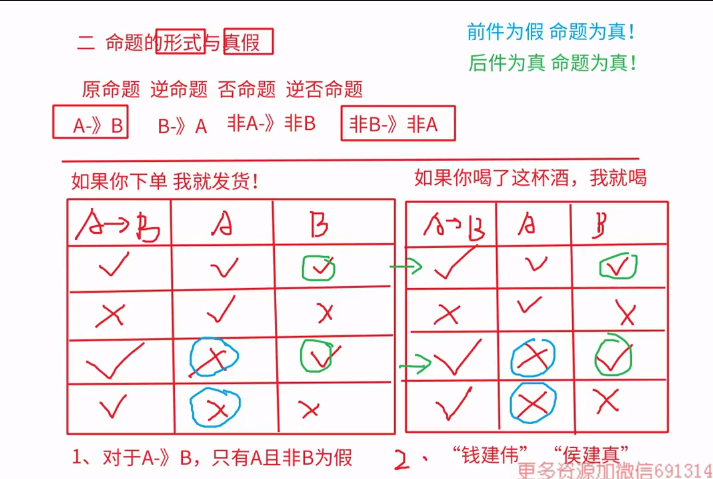 前件为假 命题为真！
二 命题的形式与真假
后件为真 命题为真！
原命题 逆命题 否命题 逆否命题
A-》B B-》A 非A-》非B 非B-》非A
如果你下单 我就发货！
如果你喝了这杯酒，我就喝
A→B A B
✓ ✓ ✓
× ✓ ×
✓ × ✓
✓ × ×
A→B A B
✓ ✓ ✓
× ✓ ×
✓ × ✓
✓ × ×
1、对于A-》B，只有A且非B为假
2、“钱建伟” “侯建真”
更多资源加微信691314